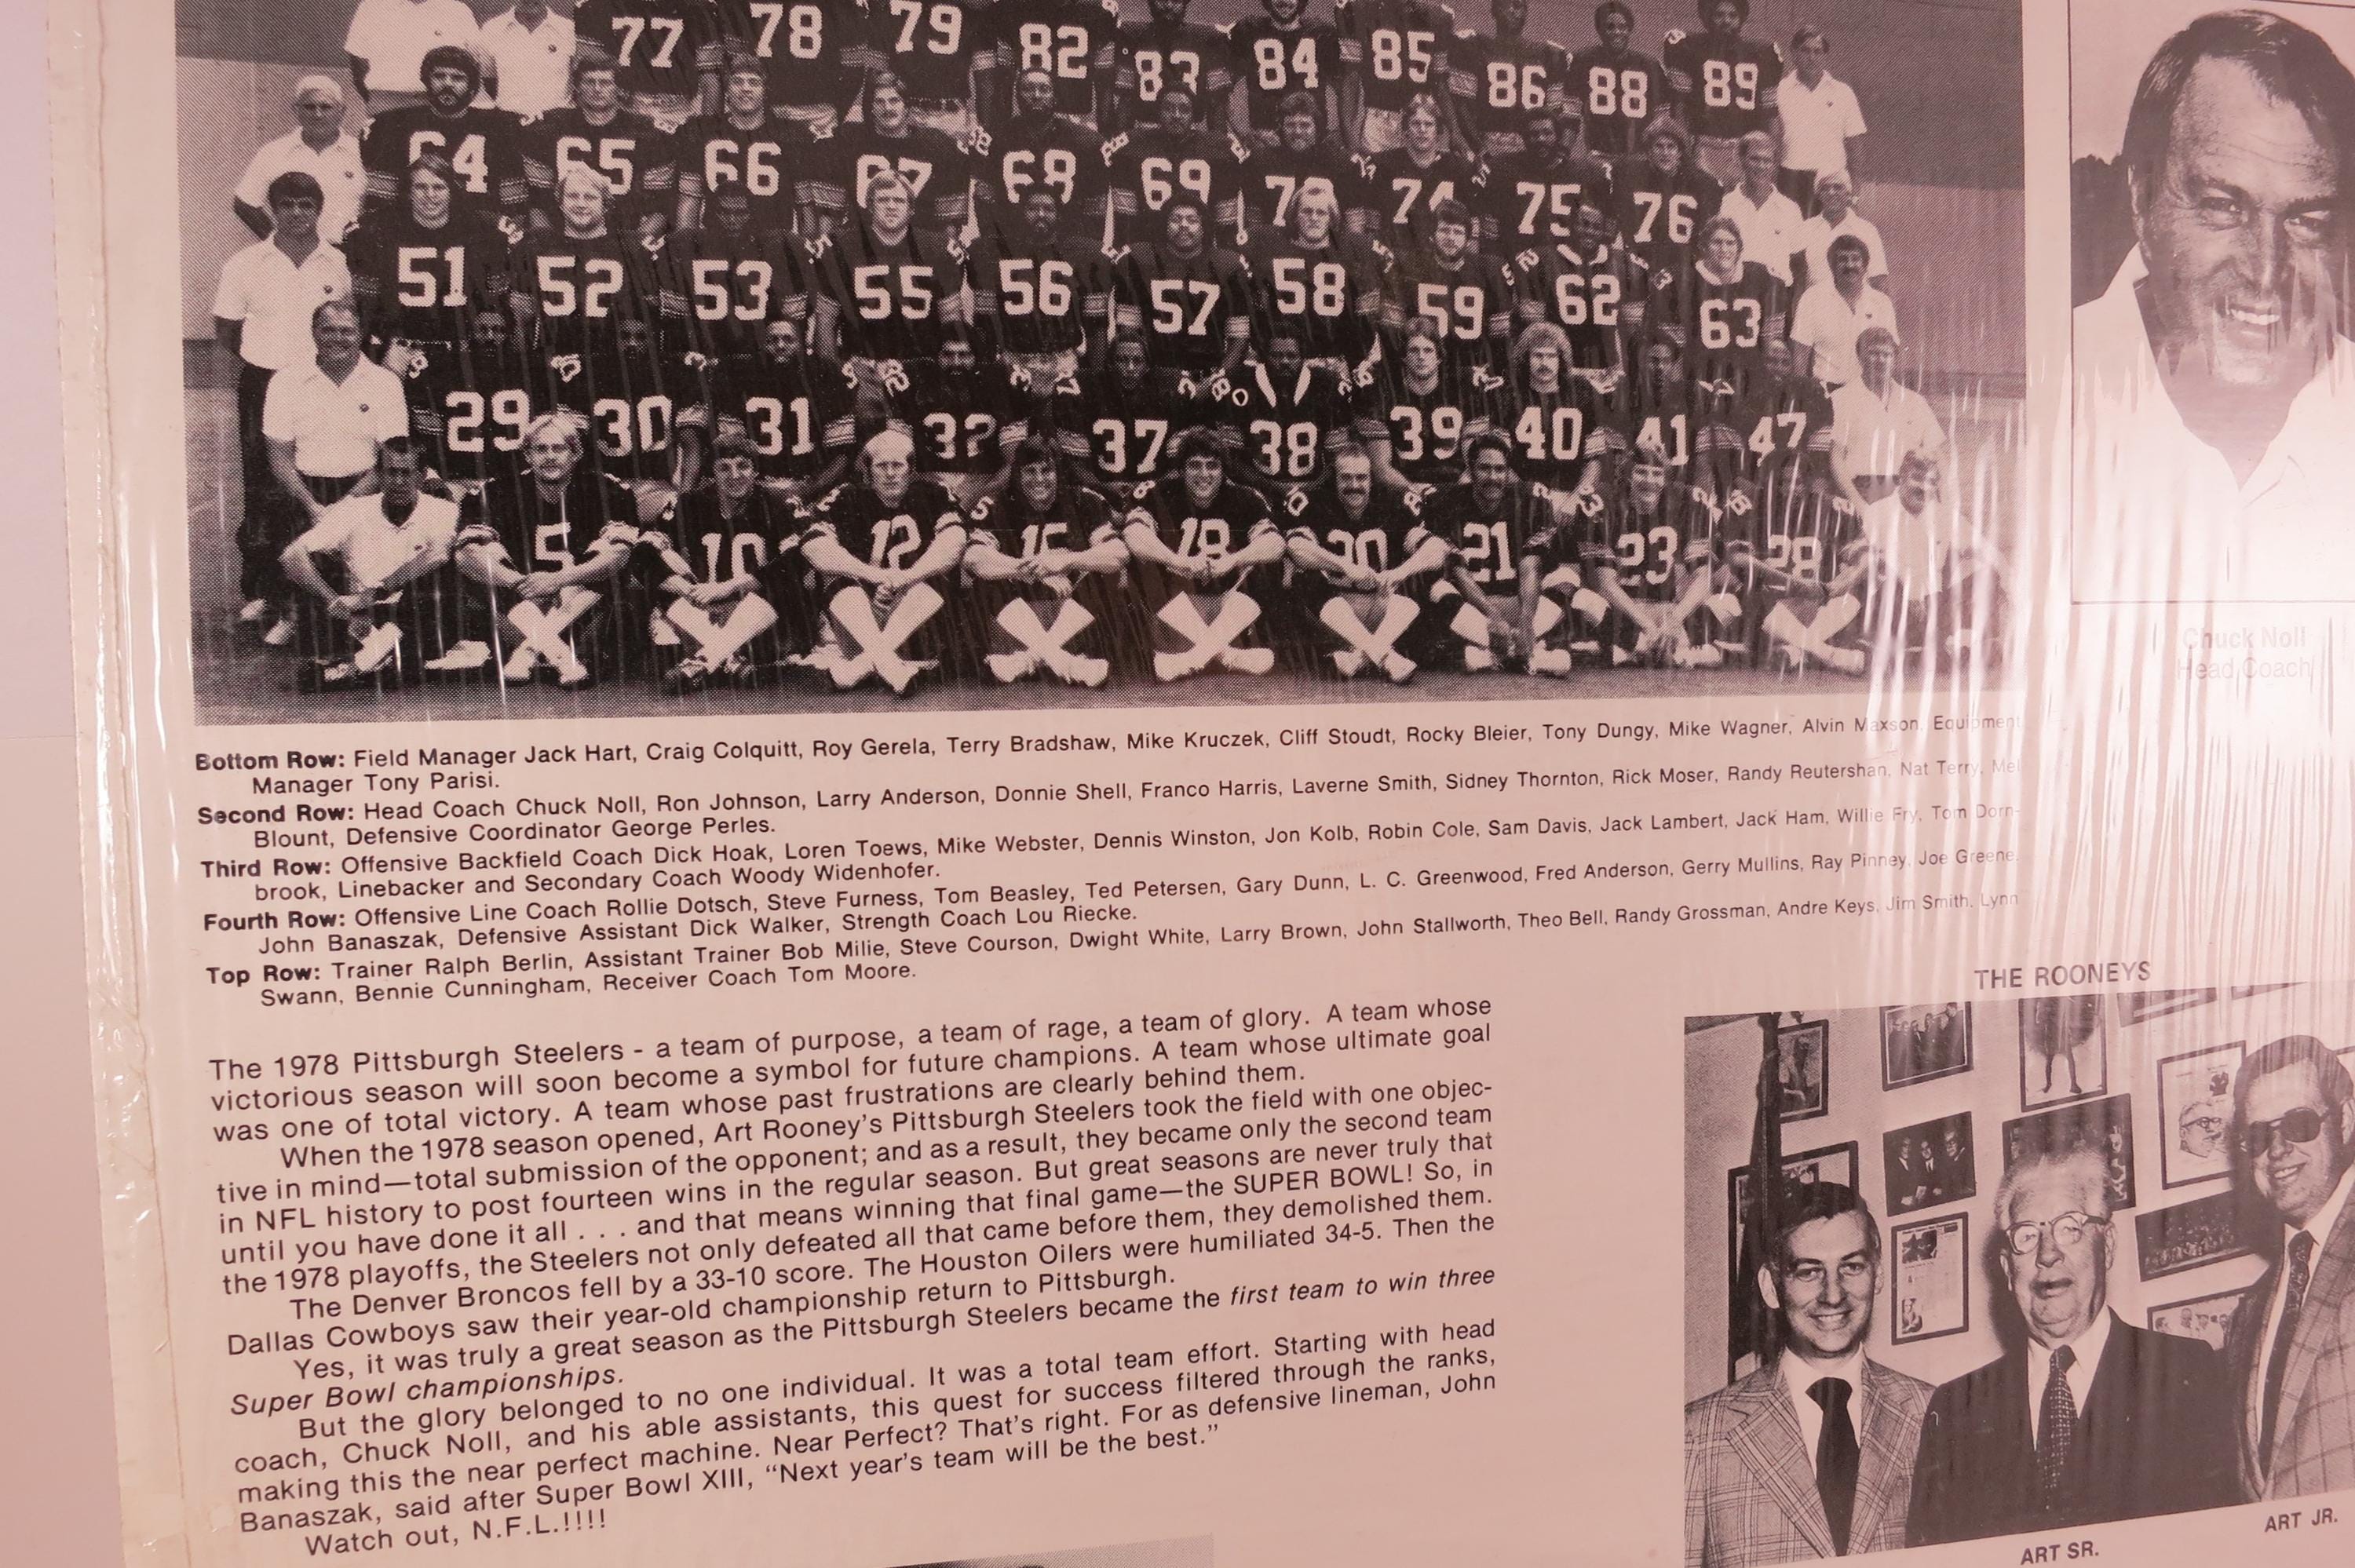 77 78 79 82 83 84 85 86 88 89
64 65 66 67 68 69 74 75 76
51 52 53 55 56 57 58 59 62 63
29 30 31 32 37 38 39 40 41 47
5 10 12 15 18 20 21 23 28
Chuck Noll
Head Coach
Bottom Row: Field Manager Jack Hart, Craig Colquitt, Roy Gerela, Terry Bradshaw, Mike Kruczek, Cliff Stoudt, Rocky Bleier, Tony Dungy, Mike Wagner, Alvin Maxson, Equipment
Manager Tony Parisi.
Second Row: Head Coach Chuck Noll, Ron Johnson, Larry Anderson, Donnie Shell, Franco Harris, Laverne Smith, Sidney Thornton, Rick Moser, Randy Reutershan, Nat Terry, Mel
Blount, Defensive Coordinator George Perles.
Third Row: Offensive Backfield Coach Dick Hoak, Loren Toews, Mike Webster, Dennis Winston, Jon Kolb, Robin Cole, Sam Davis, Jack Lambert, Jack Ham, Willie Fry, Tom Dorn-
brook, Linebacker and Secondary Coach Woody Widenhofer.
Fourth Row: Offensive Line Coach Rollie Dotsch, Steve Furness, Tom Beasley, Ted Petersen, Gary Dunn, L. C. Greenwood, Fred Anderson, Gerry Mullins, Ray Pinney, Joe Greene,
John Banaszak, Defensive Assistant Dick Walker, Strength Coach Lou Riecke.
Top Row: Trainer Ralph Berlin, Assistant Trainer Bob Milie, Steve Courson, Dwight White, Larry Brown, John Stallworth, Theo Bell, Randy Grossman, Andre Keys, Jim Smith, Lynn
Swann, Bennie Cunningham, Receiver Coach Tom Moore.
The 1978 Pittsburgh Steelers - a team of purpose, a team of rage, a team of glory. A team whose
victorious season will soon become a symbol for future champions. A team whose ultimate goal
was one of total victory. A team whose past frustrations are clearly behind them.
When the 1978 season opened, Art Rooney's Pittsburgh Steelers took the field with one objec-
tive in mind—total submission of the opponent; and as a result, they became only the second team
in NFL history to post fourteen wins in the regular season. But great seasons are never truly that
until you have done it all . . . and that means winning that final game—the SUPER BOWL! So, in
the 1978 playoffs, the Steelers not only defeated all that came before them, they demolished them.
The Denver Broncos fell by a 33-10 score. The Houston Oilers were humiliated 34-5. Then the
Dallas Cowboys saw their year-old championship return to Pittsburgh.
Yes, it was truly a great season as the Pittsburgh Steelers became the first team to win three
Super Bowl championships.
But the glory belonged to no one individual. It was a total team effort. Starting with head
coach, Chuck Noll, and his able assistants, this quest for success filtered through the ranks,
making this the near perfect machine. Near Perfect? That's right. For as defensive lineman, John
Banaszak, said after Super Bowl XIII, “Next year's team will be the best.”
Watch out, N.F.L.!!!!
THE ROONEYS
ART SR.
ART JR.